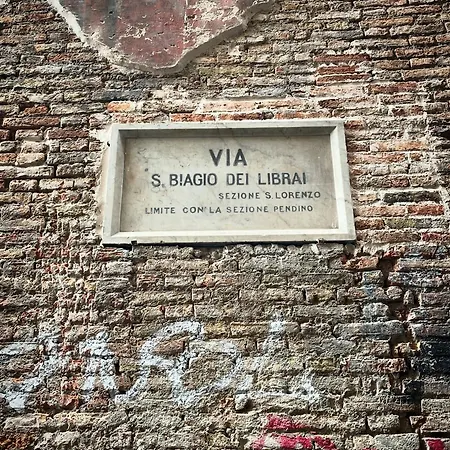 VIA
S. BIAGIO DEI LIBRAI
SEZIONE S. LORENZO
LIMITE CON LA SEZIONE PENDINO